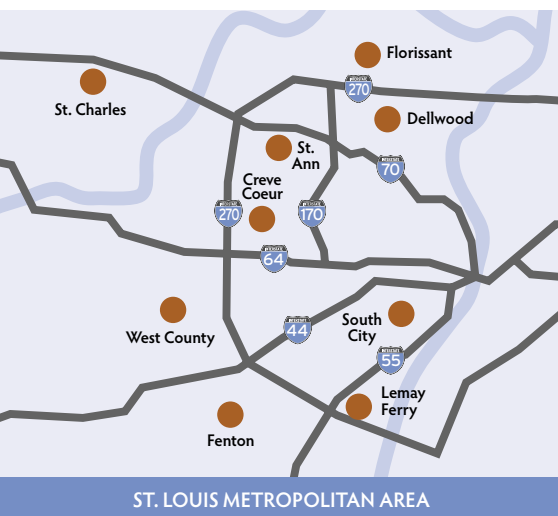 Florissant
270
St. Charles
Dellwood
St.
Ann
70
Creve
Coeur
270
170
64
West County
44
South
City
55
Lemay
Ferry
Fenton
ST. LOUIS METROPOLITAN AREA